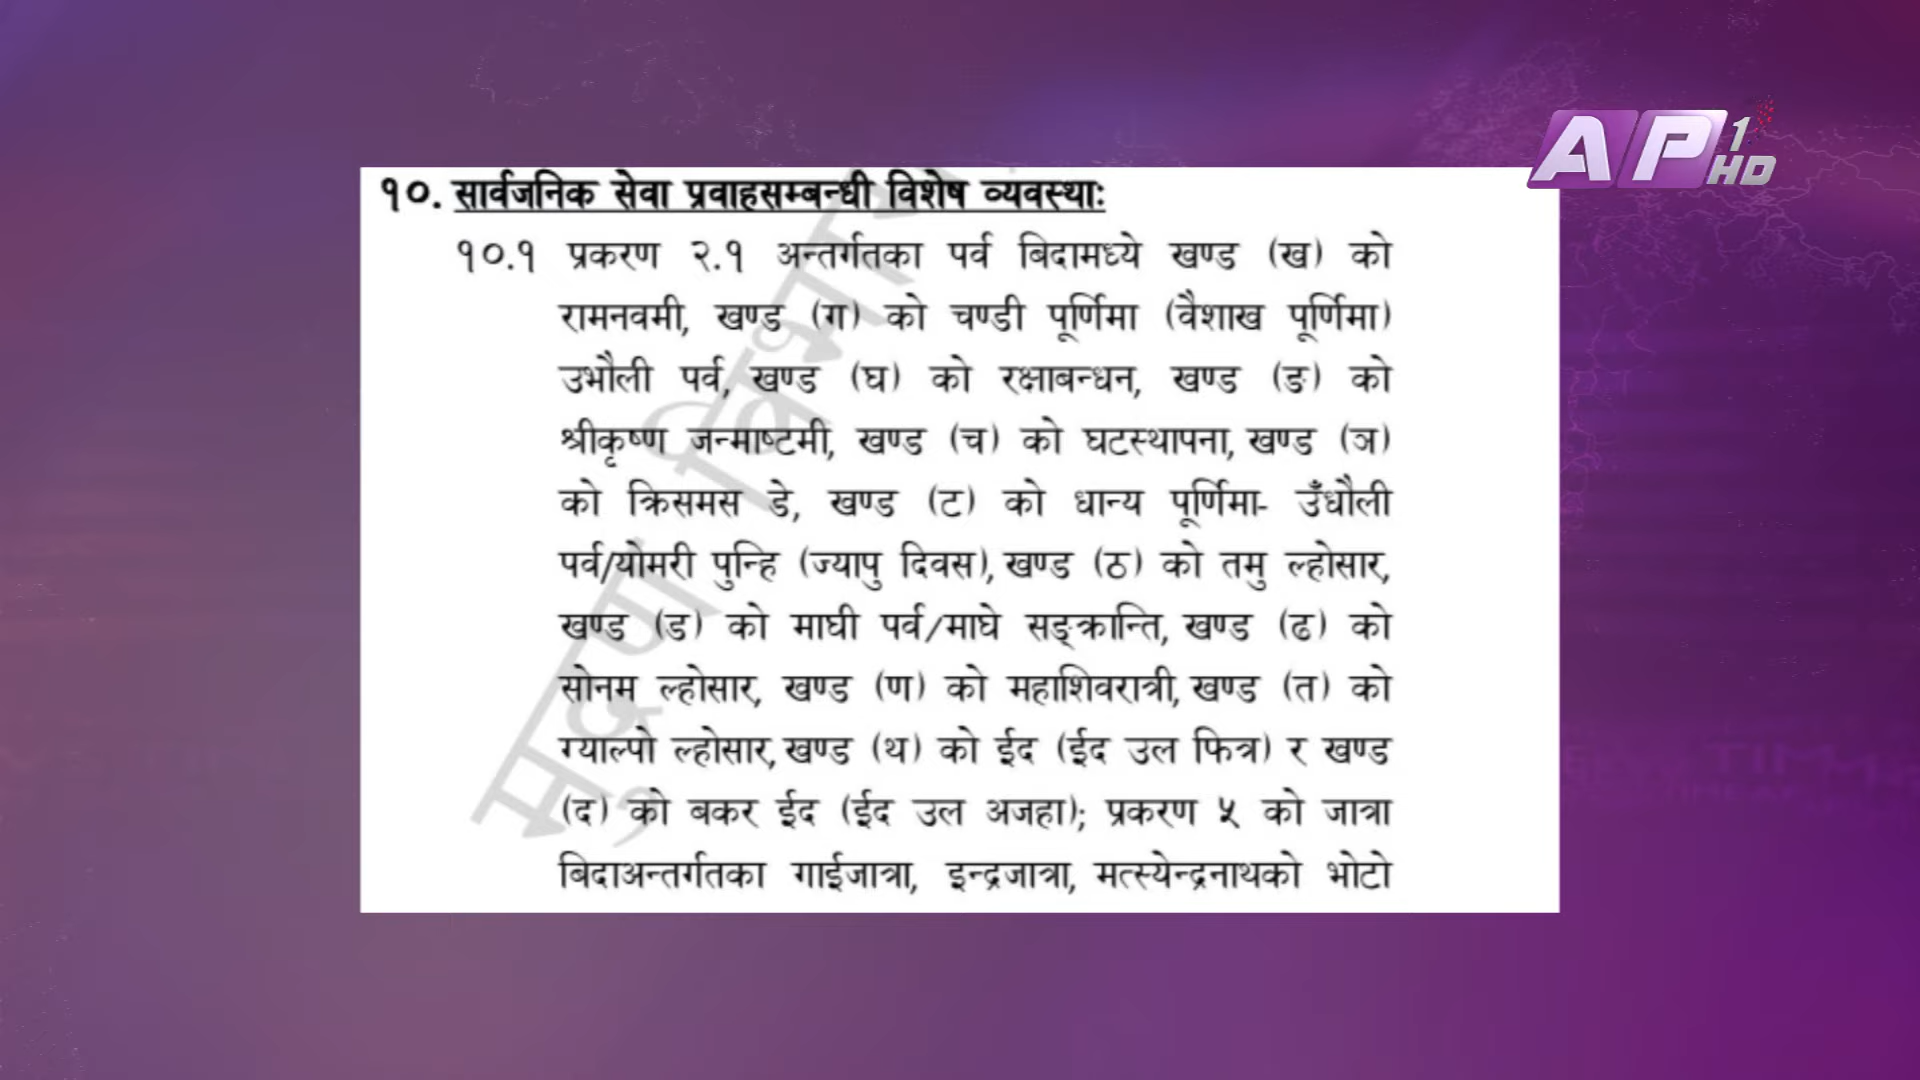 AP1 HD
१०. सार्वजनिक सेवा प्रवाहसम्बन्धी विशेष व्यवस्थाः
१०.१ प्रकरण २.१ अन्तर्गतका पर्व बिदामध्ये खण्ड (ख) को
रामनवमी, खण्ड (ग) को चण्डी पूर्णिमा (वैशाख पूर्णिमा)
उभौली पर्व, खण्ड (घ) को रक्षाबन्धन, खण्ड (ङ) को
श्रीकृष्ण जन्माष्टमी, खण्ड (च) को घटस्थापना, खण्ड (ञ)
को क्रिसमस डे, खण्ड (ट) को धान्य पूर्णिमा- उँधौली
पर्व/योमरी पुन्हि (ज्यापु दिवस), खण्ड (ठ) को तमु ल्होसार,
खण्ड (ड) को माघी पर्व/माघे सङ्क्रान्ति, खण्ड (ढ) को
सोनम ल्होसार, खण्ड (ण) को महाशिवरात्री, खण्ड (त) को
ग्याल्पो ल्होसार, खण्ड (थ) को ईद (ईद उल फित्र) र खण्ड
(द) को बकर ईद (ईद उल अजहा); प्रकरण ५ को जात्रा
बिदाअन्तर्गतका गाईजात्रा, इन्द्रजात्रा, मत्स्येन्द्रनाथको भोटो
मुद्रण विभाग